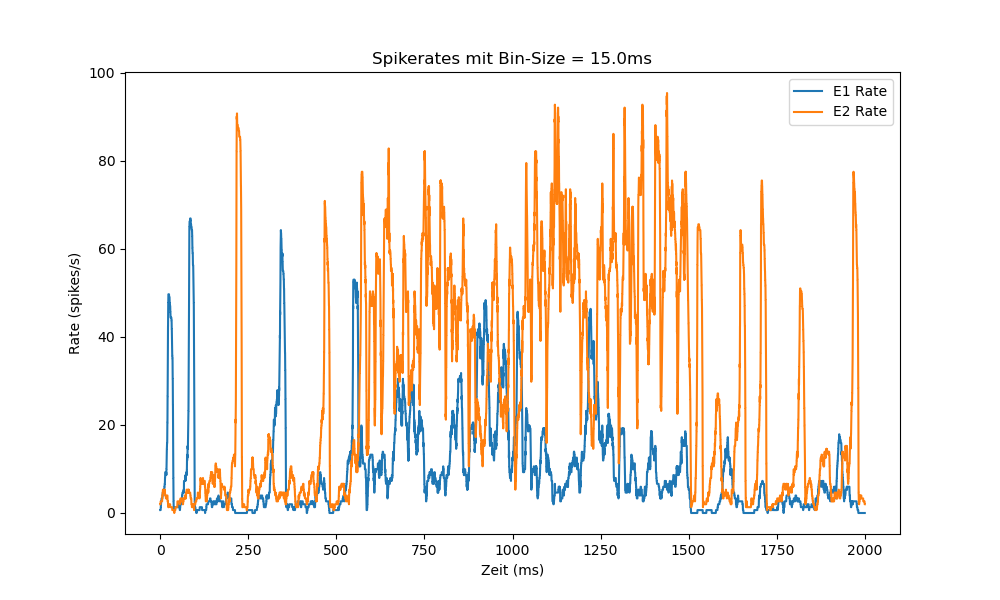 Spikerates mit Bin-Size = 15.0ms
E1 Rate
E2 Rate
Rate (spikes/s)
100
80
60
40
20
0
0 250 500 750 1000 1250 1500 1750 2000
Zeit (ms)